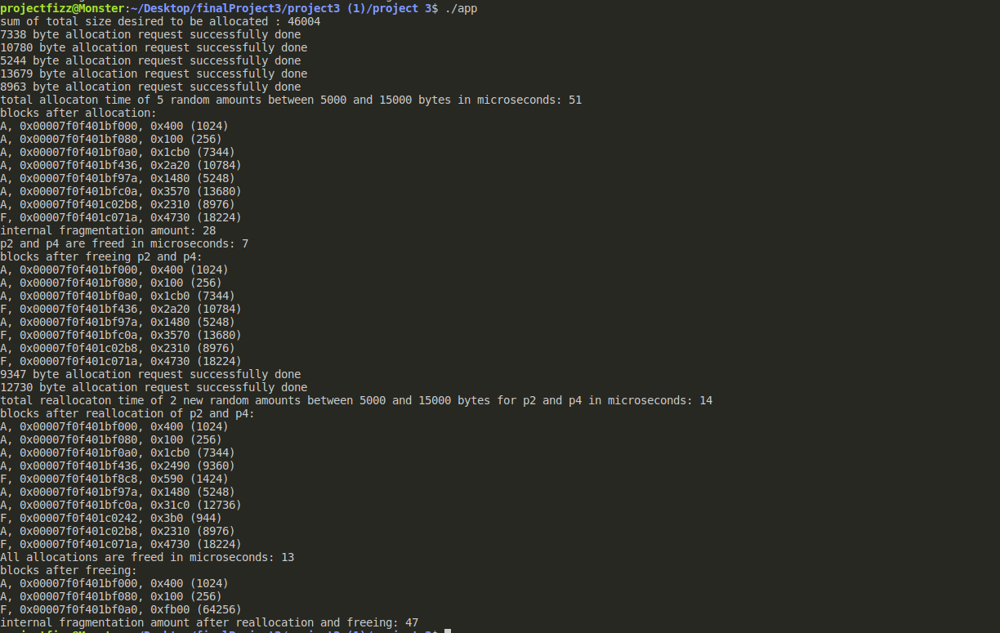 projectfizz@Monster:~/Desktop/finalProject3/project3 (1)/project 3$ ./app
sum of total size desired to be allocated : 46004
7338 byte allocation request successfully done
10780 byte allocation request successfully done
5244 byte allocation request successfully done
13679 byte allocation request successfully done
8963 byte allocation request successfully done
total allocaton time of 5 random amounts between 5000 and 15000 bytes in microseconds: 51
blocks after allocation:
A, 0x00007f0f401bf000, 0x400 (1024)
A, 0x00007f0f401bf080, 0x100 (256)
A, 0x00007f0f401bf0a0, 0x1cb0 (7344)
A, 0x00007f0f401bf436, 0x2a20 (10784)
A, 0x00007f0f401bf97a, 0x1480 (5248)
A, 0x00007f0f401bfc0a, 0x3570 (13680)
A, 0x00007f0f401c02b8, 0x2310 (8976)
F, 0x00007f0f401c071a, 0x4730 (18224)
internal fragmentation amount: 28
p2 and p4 are freed in microseconds: 7
blocks after freeing p2 and p4:
A, 0x00007f0f401bf000, 0x400 (1024)
A, 0x00007f0f401bf080, 0x100 (256)
A, 0x00007f0f401bf0a0, 0x1cb0 (7344)
F, 0x00007f0f401bf436, 0x2a20 (10784)
A, 0x00007f0f401bf97a, 0x1480 (5248)
F, 0x00007f0f401bfc0a, 0x3570 (13680)
A, 0x00007f0f401c02b8, 0x2310 (8976)
F, 0x00007f0f401c071a, 0x4730 (18224)
9347 byte allocation request successfully done
12730 byte allocation request successfully done
total reallocaton time of 2 new random amounts between 5000 and 15000 bytes for p2 and p4 in microseconds: 14
blocks after reallocation of p2 and p4:
A, 0x00007f0f401bf000, 0x400 (1024)
A, 0x00007f0f401bf080, 0x100 (256)
A, 0x00007f0f401bf0a0, 0x1cb0 (7344)
A, 0x00007f0f401bf436, 0x2490 (9360)
F, 0x00007f0f401bf8c8, 0x590 (1424)
A, 0x00007f0f401bf97a, 0x1480 (5248)
A, 0x00007f0f401bfc0a, 0x31c0 (12736)
F, 0x00007f0f401c0242, 0x3b0 (944)
A, 0x00007f0f401c02b8, 0x2310 (8976)
F, 0x00007f0f401c071a, 0x4730 (18224)
All allocations are freed in microseconds: 13
blocks after freeing:
A, 0x00007f0f401bf000, 0x400 (1024)
A, 0x00007f0f401bf080, 0x100 (256)
F, 0x00007f0f401bf0a0, 0xfb00 (64256)
internal fragmentation amount after reallocation and freeing: 47